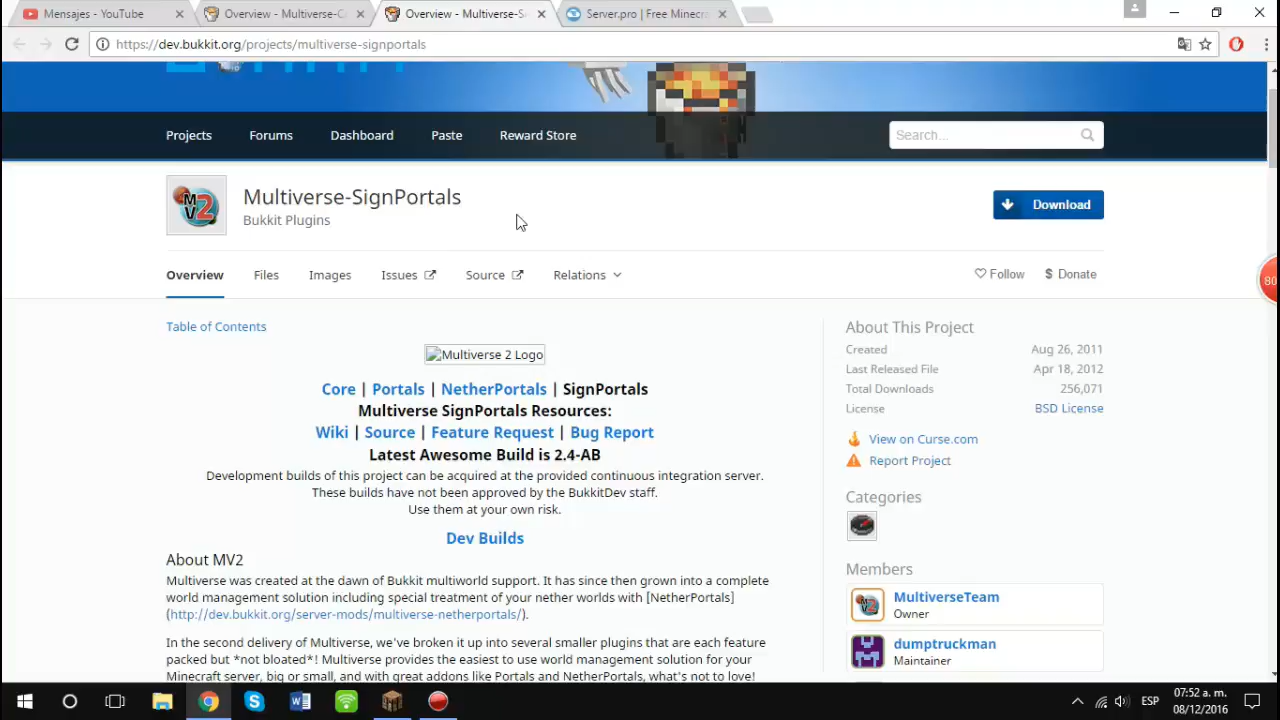 Mensajes - YouTube
Overview - Multiverse-C
Overview - Multiverse-S
Server.pro | Free Minecr
https://dev.bukkit.org/projects/multiverse-signportals
Projects Forums Dashboard Paste Reward Store Search...
MV2
Multiverse-SignPortals
Bukkit Plugins
Download
Overview Files Images Issues Source Relations
Follow $ Donate
80
Table of Contents
Multiverse 2 Logo
Core | Portals | NetherPortals | SignPortals
Multiverse SignPortals Resources:
Wiki | Source | Feature Request | Bug Report
Latest Awesome Build is 2.4-AB
Development builds of this project can be acquired at the provided continuous integration server.
These builds have not been approved by the BukkitDev staff.
Use them at your own risk.
Dev Builds
About MV2
Multiverse was created at the dawn of Bukkit multiworld support. It has since then grown into a complete
world management solution including special treatment of your nether worlds with [NetherPortals]
(http://dev.bukkit.org/server-mods/multiverse-netherportals/).
In the second delivery of Multiverse, we've broken it up into several smaller plugins that are each feature
packed but *not bloated*! Multiverse provides the easiest to use world management solution for your
Minecraft server, big or small, and with great addons like Portals and NetherPortals, what's not to love!
About This Project
Created Aug 26, 2011
Last Released File Apr 18, 2012
Total Downloads 256,071
License BSD License
View on Curse.com
Report Project
Categories
Members
MultiverseTeam
Owner
dumptruckman
Maintainer
ESP
07:52 a. m.
08/12/2016